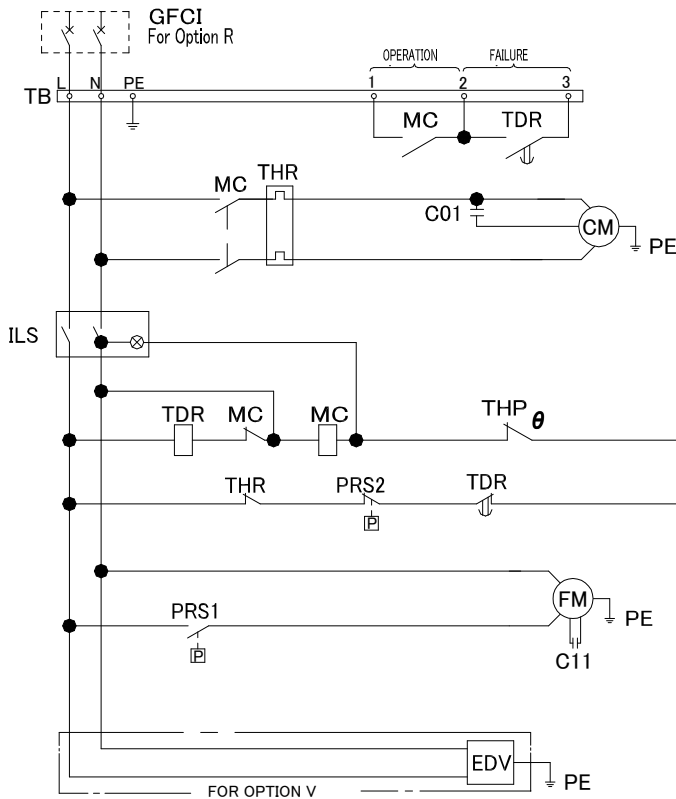 GFCI
For Option R
OPERATION FAILURE
L N PE 1 2 3
TB
MC TDR
MC THR
C01
CM
PE
ILS
TDR MC MC THP θ
THR PRS2 TDR
P
PRS1
FM
PE
P
C11
EDV
PE
FOR OPTION V